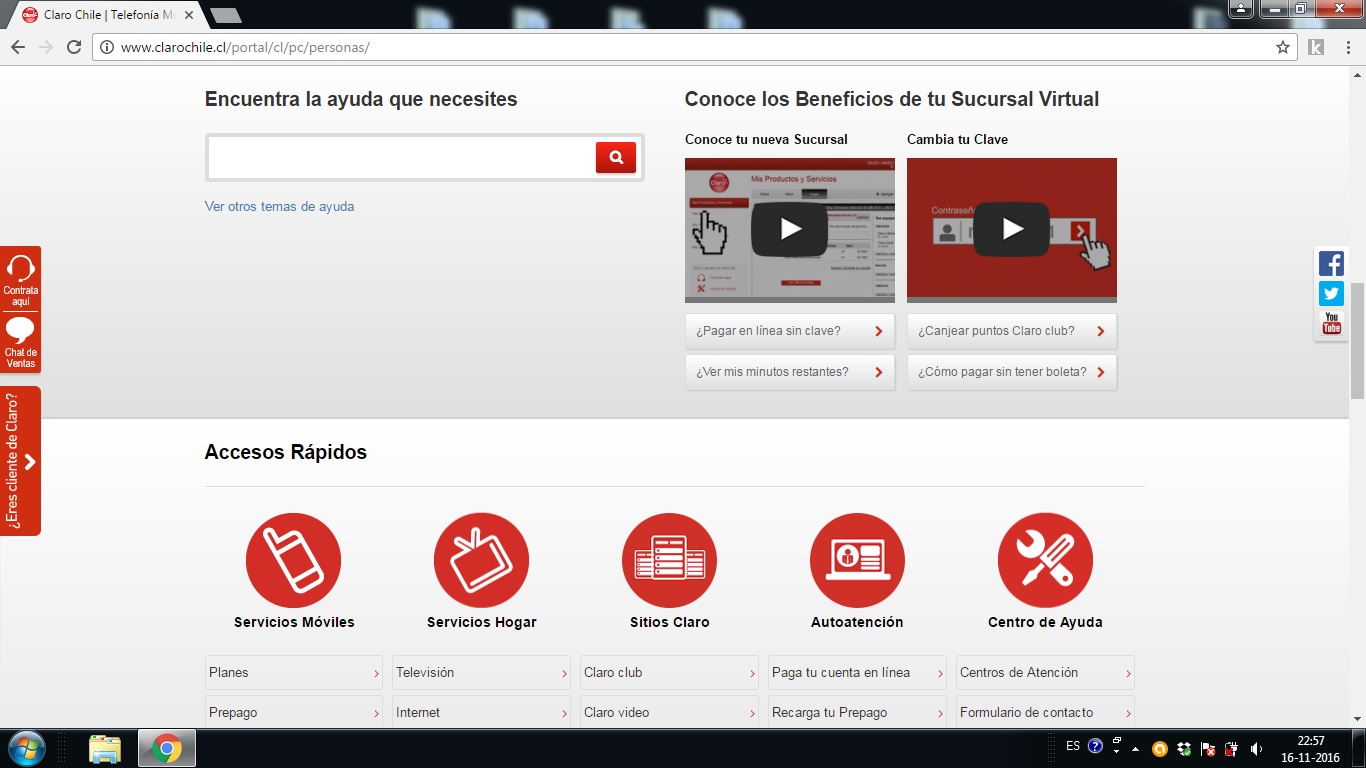 Claro Chile | Telefonía Mó
www.clarochile.cl/portal/cl/pc/personas/
Encuentra la ayuda que necesites
Ver otros temas de ayuda
Conoce los Beneficios de tu Sucursal Virtual
Conoce tu nueva Sucursal
Cambia tu Clave
Claro
Mis Productos y Servicios
Contraseñ
¿Pagar en línea sin clave?
¿Canjear puntos Claro club?
¿Ver mis minutos restantes?
¿Cómo pagar sin tener boleta?
Contrata
aquí
Chat de
Ventas
¿Eres cliente de Claro?
You
Tube
Accesos Rápidos
Servicios Móviles
Servicios Hogar
Sitios Claro
Autoatención
Centro de Ayuda
Planes
Televisión
Claro club
Paga tu cuenta en línea
Centros de Atención
Prepago
Internet
Claro video
Recarga tu Prepago
Formulario de contacto
ES
22:57
16-11-2016